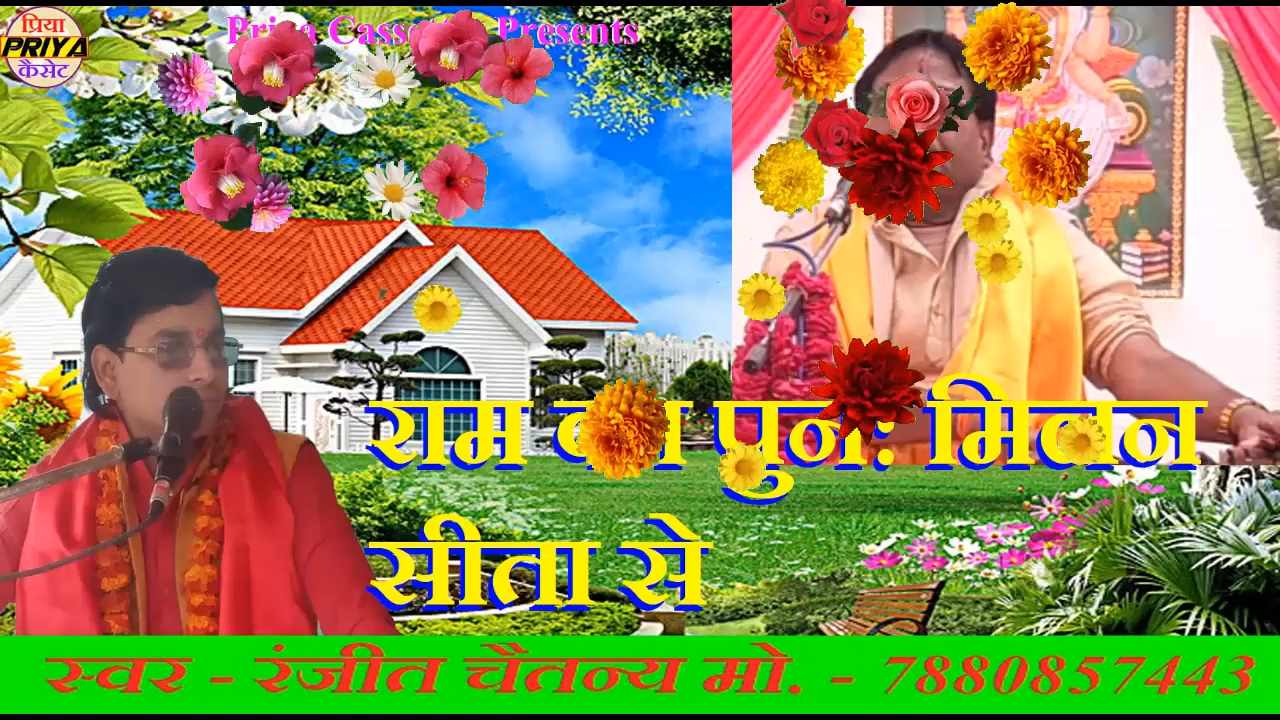 प्रिया
PRIYA
कैसेट
Presents
राम पुनः मिलन
सीता से
स्वर - रंजीत चैतन्य मो. - 7880857443